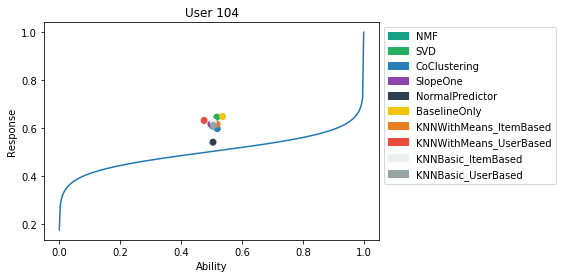 User 104
Response
1.0
0.8
0.6
0.4
0.2
0.0 0.2 0.4 0.6 0.8 1.0
Ability
NMF
SVD
CoClustering
SlopeOne
NormalPredictor
BaselineOnly
KNNWithMeans_ItemBased
KNNWithMeans_UserBased
KNNBasic_ItemBased
KNNBasic_UserBased